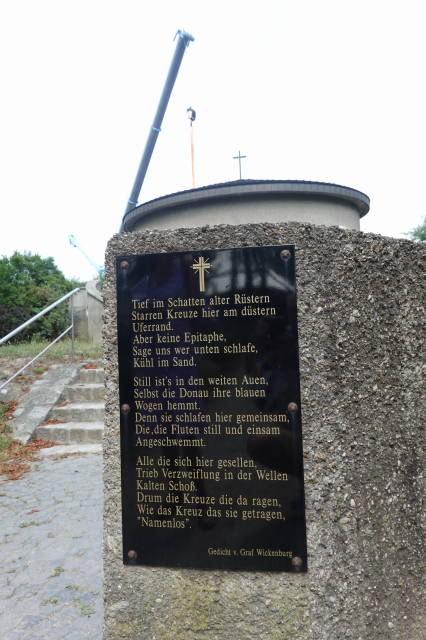 Tief im Schatten alter Rüstern
Starren Kreuze hier am düstern
Uferrand.
Aber keine Epitaphe,
Sage uns wer unten schlafe,
Kühl im Sand.
Still ist's in den weiten Auen,
Selbst die Donau ihre blauen
Wogen hemmt.
Denn sie schlafen hier gemeinsam,
Die,die Fluten still und einsam
Angeschwemmt.
Alle die sich hier gesellen,
Trieb Verzweiflung in der Wellen
Kalten Schoß.
Drum die Kreuze die da ragen,
Wie das Kreuz das sie getragen,
"Namenlos".
Gedicht v. Graf Wickenburg